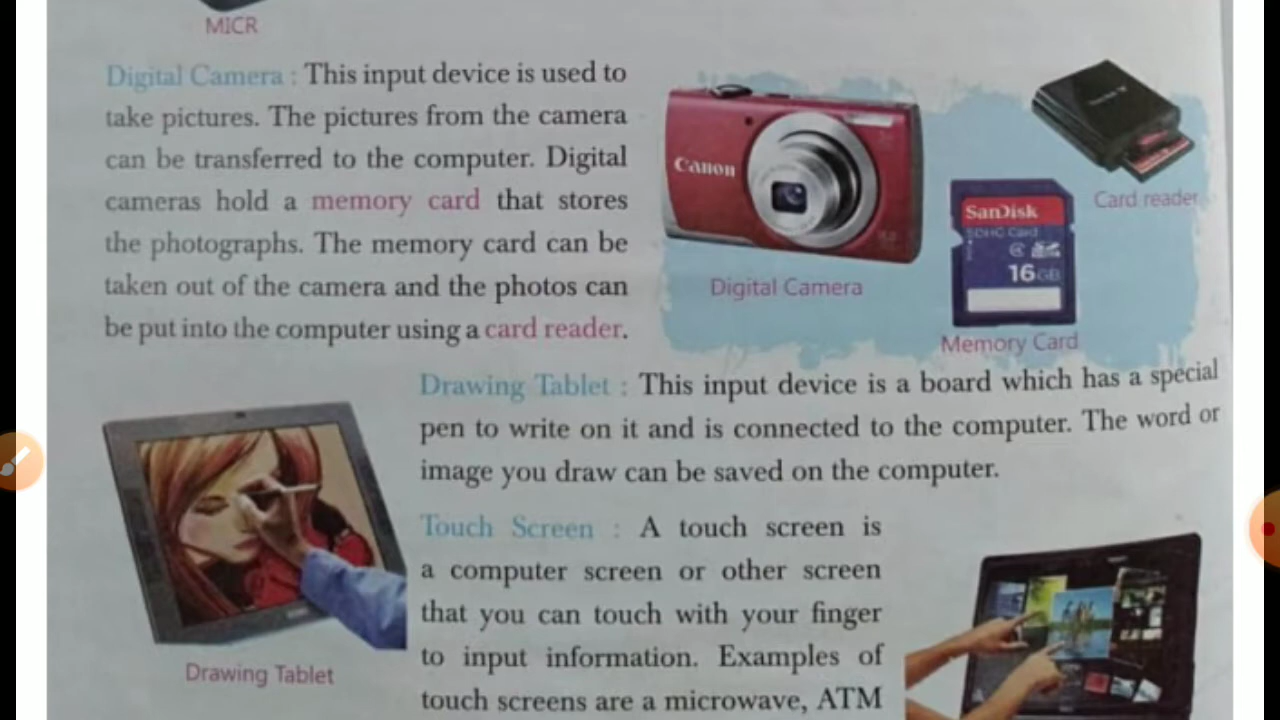 MICR
Digital Camera : This input device is used to
take pictures. The pictures from the camera
can be transferred to the computer. Digital
cameras hold a memory card that stores
the photographs. The memory card can be
taken out of the camera and the photos can
be put into the computer using a card reader.
Canon
Digital Camera
Card reader
SanDisk
SDHC Card
16 GB
Memory Card
Drawing Tablet : This input device is a board which has a special
pen to write on it and is connected to the computer. The word or
image you draw can be saved on the computer.
Drawing Tablet
Touch Screen : A touch screen is
a computer screen or other screen
that you can touch with your finger
to input information. Examples of
touch screens are a microwave, ATM